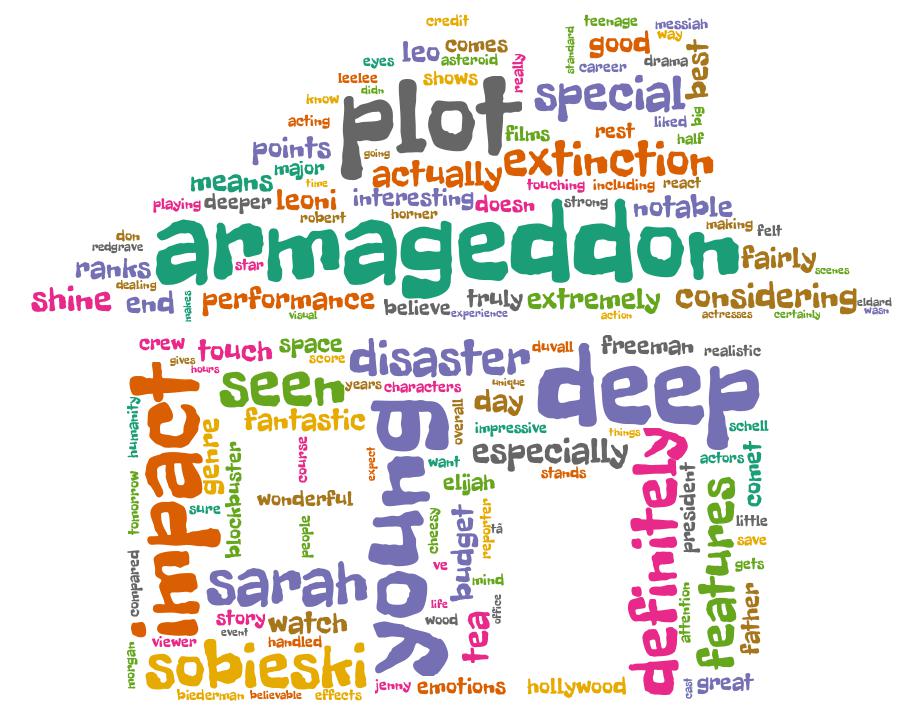 credit
teenage
messiah
way
leo
comes
standard
good
best
eyes
asteroid
really
career
drama
leelee
shows
didn
plot
special
know
acting
films
liked
big
rest
half
points
going
actually
extinction
major
means
time
touching
including
react
playing
deeper
leoni
interesting
doesn
strong
notable
robert
horner
making
felt
don
redgrave
armageddon
star
fairly
ranks
scenes
dealing
shine
end
makes
performance
visual
believe
experience
truly
extremely
action
considering
actresses
certainly
eldard
wasn
crew
touch
space
disaster
duvall
freeman
realistic
gives
score
hours
seen
years
characters
unique
deep
impact
humanity
fantastic
young
overall
day
impressive
things
schell
genre
course
especially
definitely
actors
comet
blockbuster
expect
want
stands
president
elijah
features
tomorrow
sure
wonderful
cheesy
budget
reporter
tâ
little
people
save
compared
ve
mind
gets
sarah
life
office
attention
father
story
watch
wood
tea
event
viewer
handled
morgan
sobieski
biederman
believable
effects
jenny
emotions
hollywood
cast
great